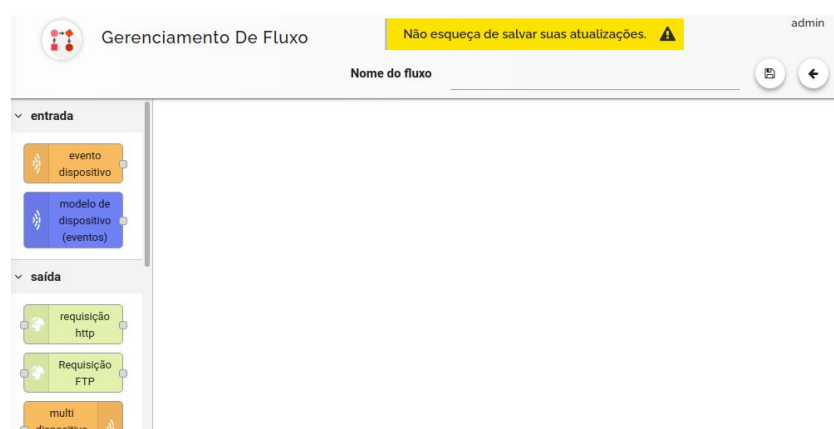 Gerenciamento De Fluxo
Não esqueça de salvar suas atualizações.
admin
Nome do fluxo
entrada
evento
dispositivo
modelo de
dispositivo
(eventos)
saída
requisição
http
Requisição
FTP
multi
dispositivo